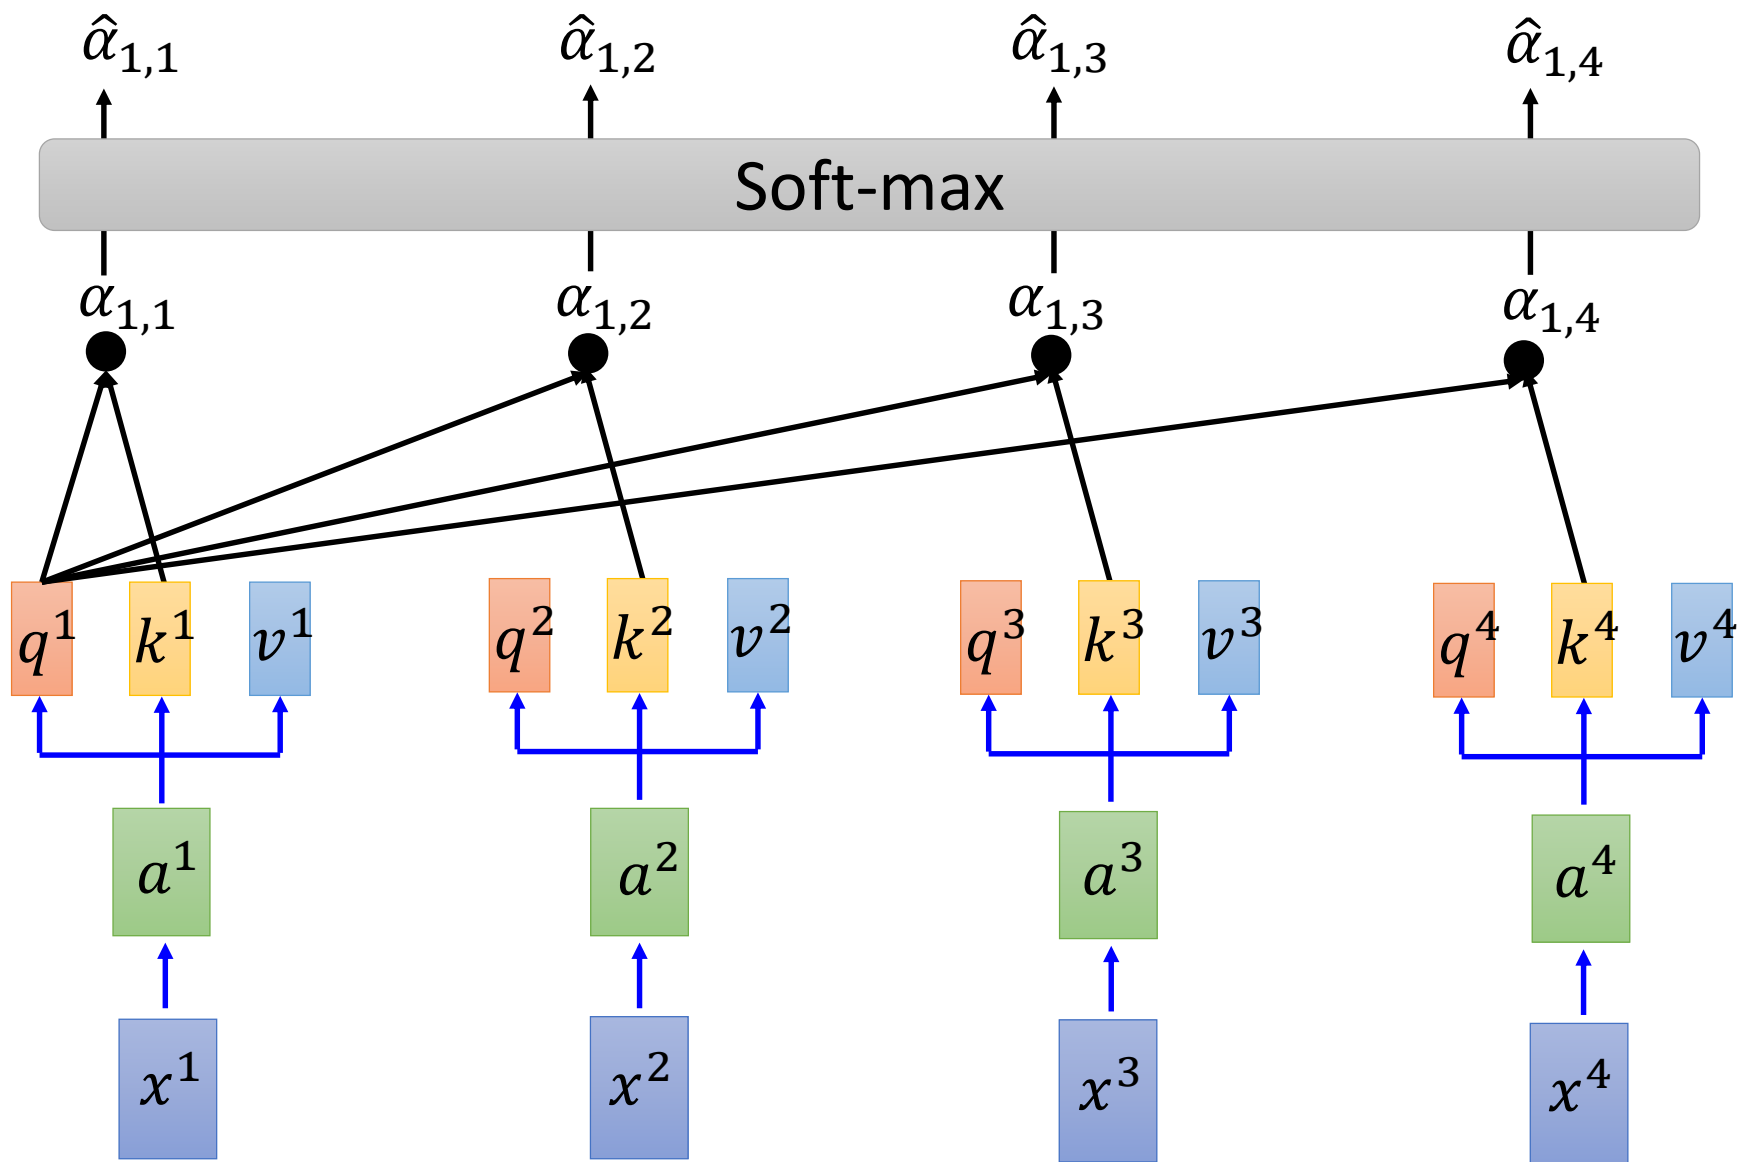 α̂₁,₁ α̂₁,₂ α̂₁,₃ α̂₁,₄
Soft-max
α₁,₁ α₁,₂ α₁,₃ α₁,₄
q¹ k¹ v¹ q² k² v² q³ k³ v³ q⁴ k⁴ v⁴
a¹ a² a³ a⁴
x¹ x² x³ x⁴